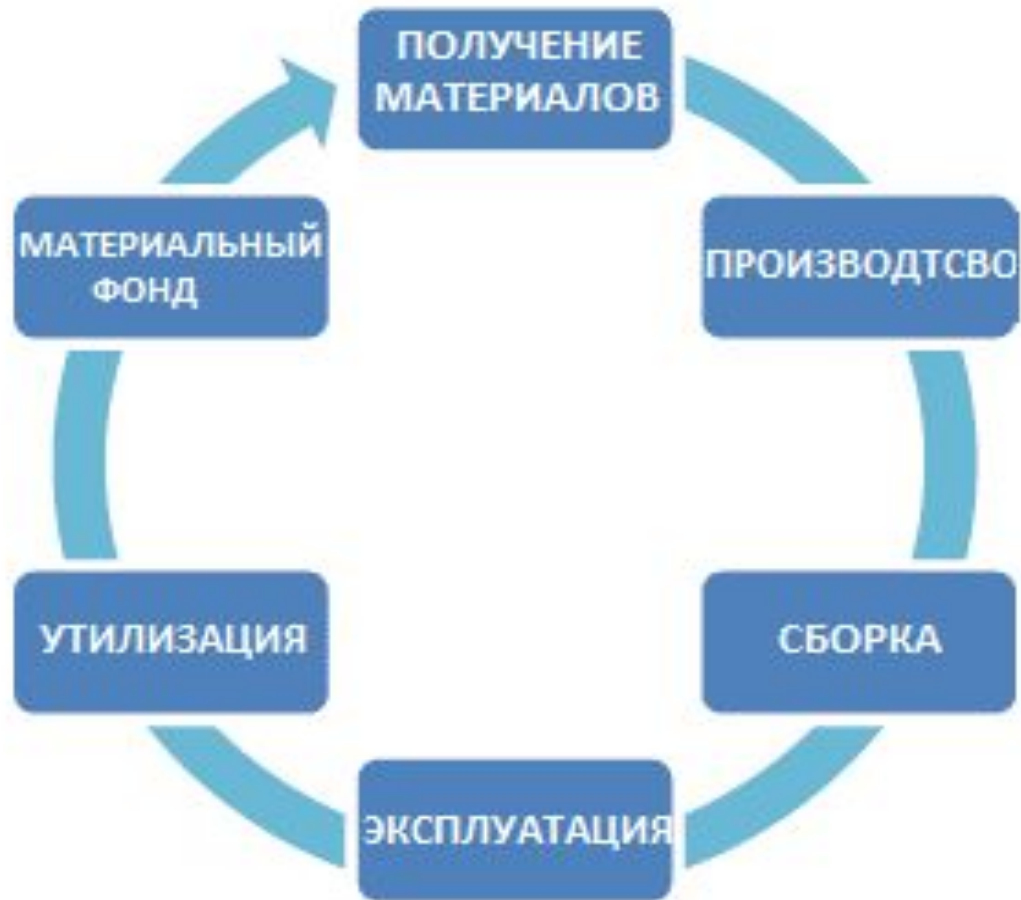 ПОЛУЧЕНИЕ
МАТЕРИАЛОВ
ПРОИЗВОДТСВО
СБОРКА
ЭКСПЛУАТАЦИЯ
УТИЛИЗАЦИЯ
МАТЕРИАЛЬНЫЙ
ФОНД